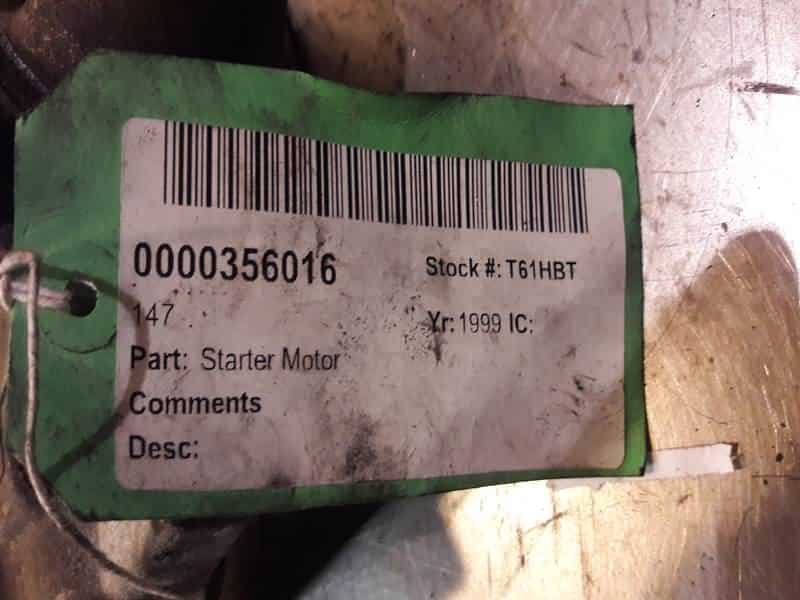 0000356016 Stock #: T61HBT
147 Yr: 1999 IC:
Part: Starter Motor
Comments
Desc: